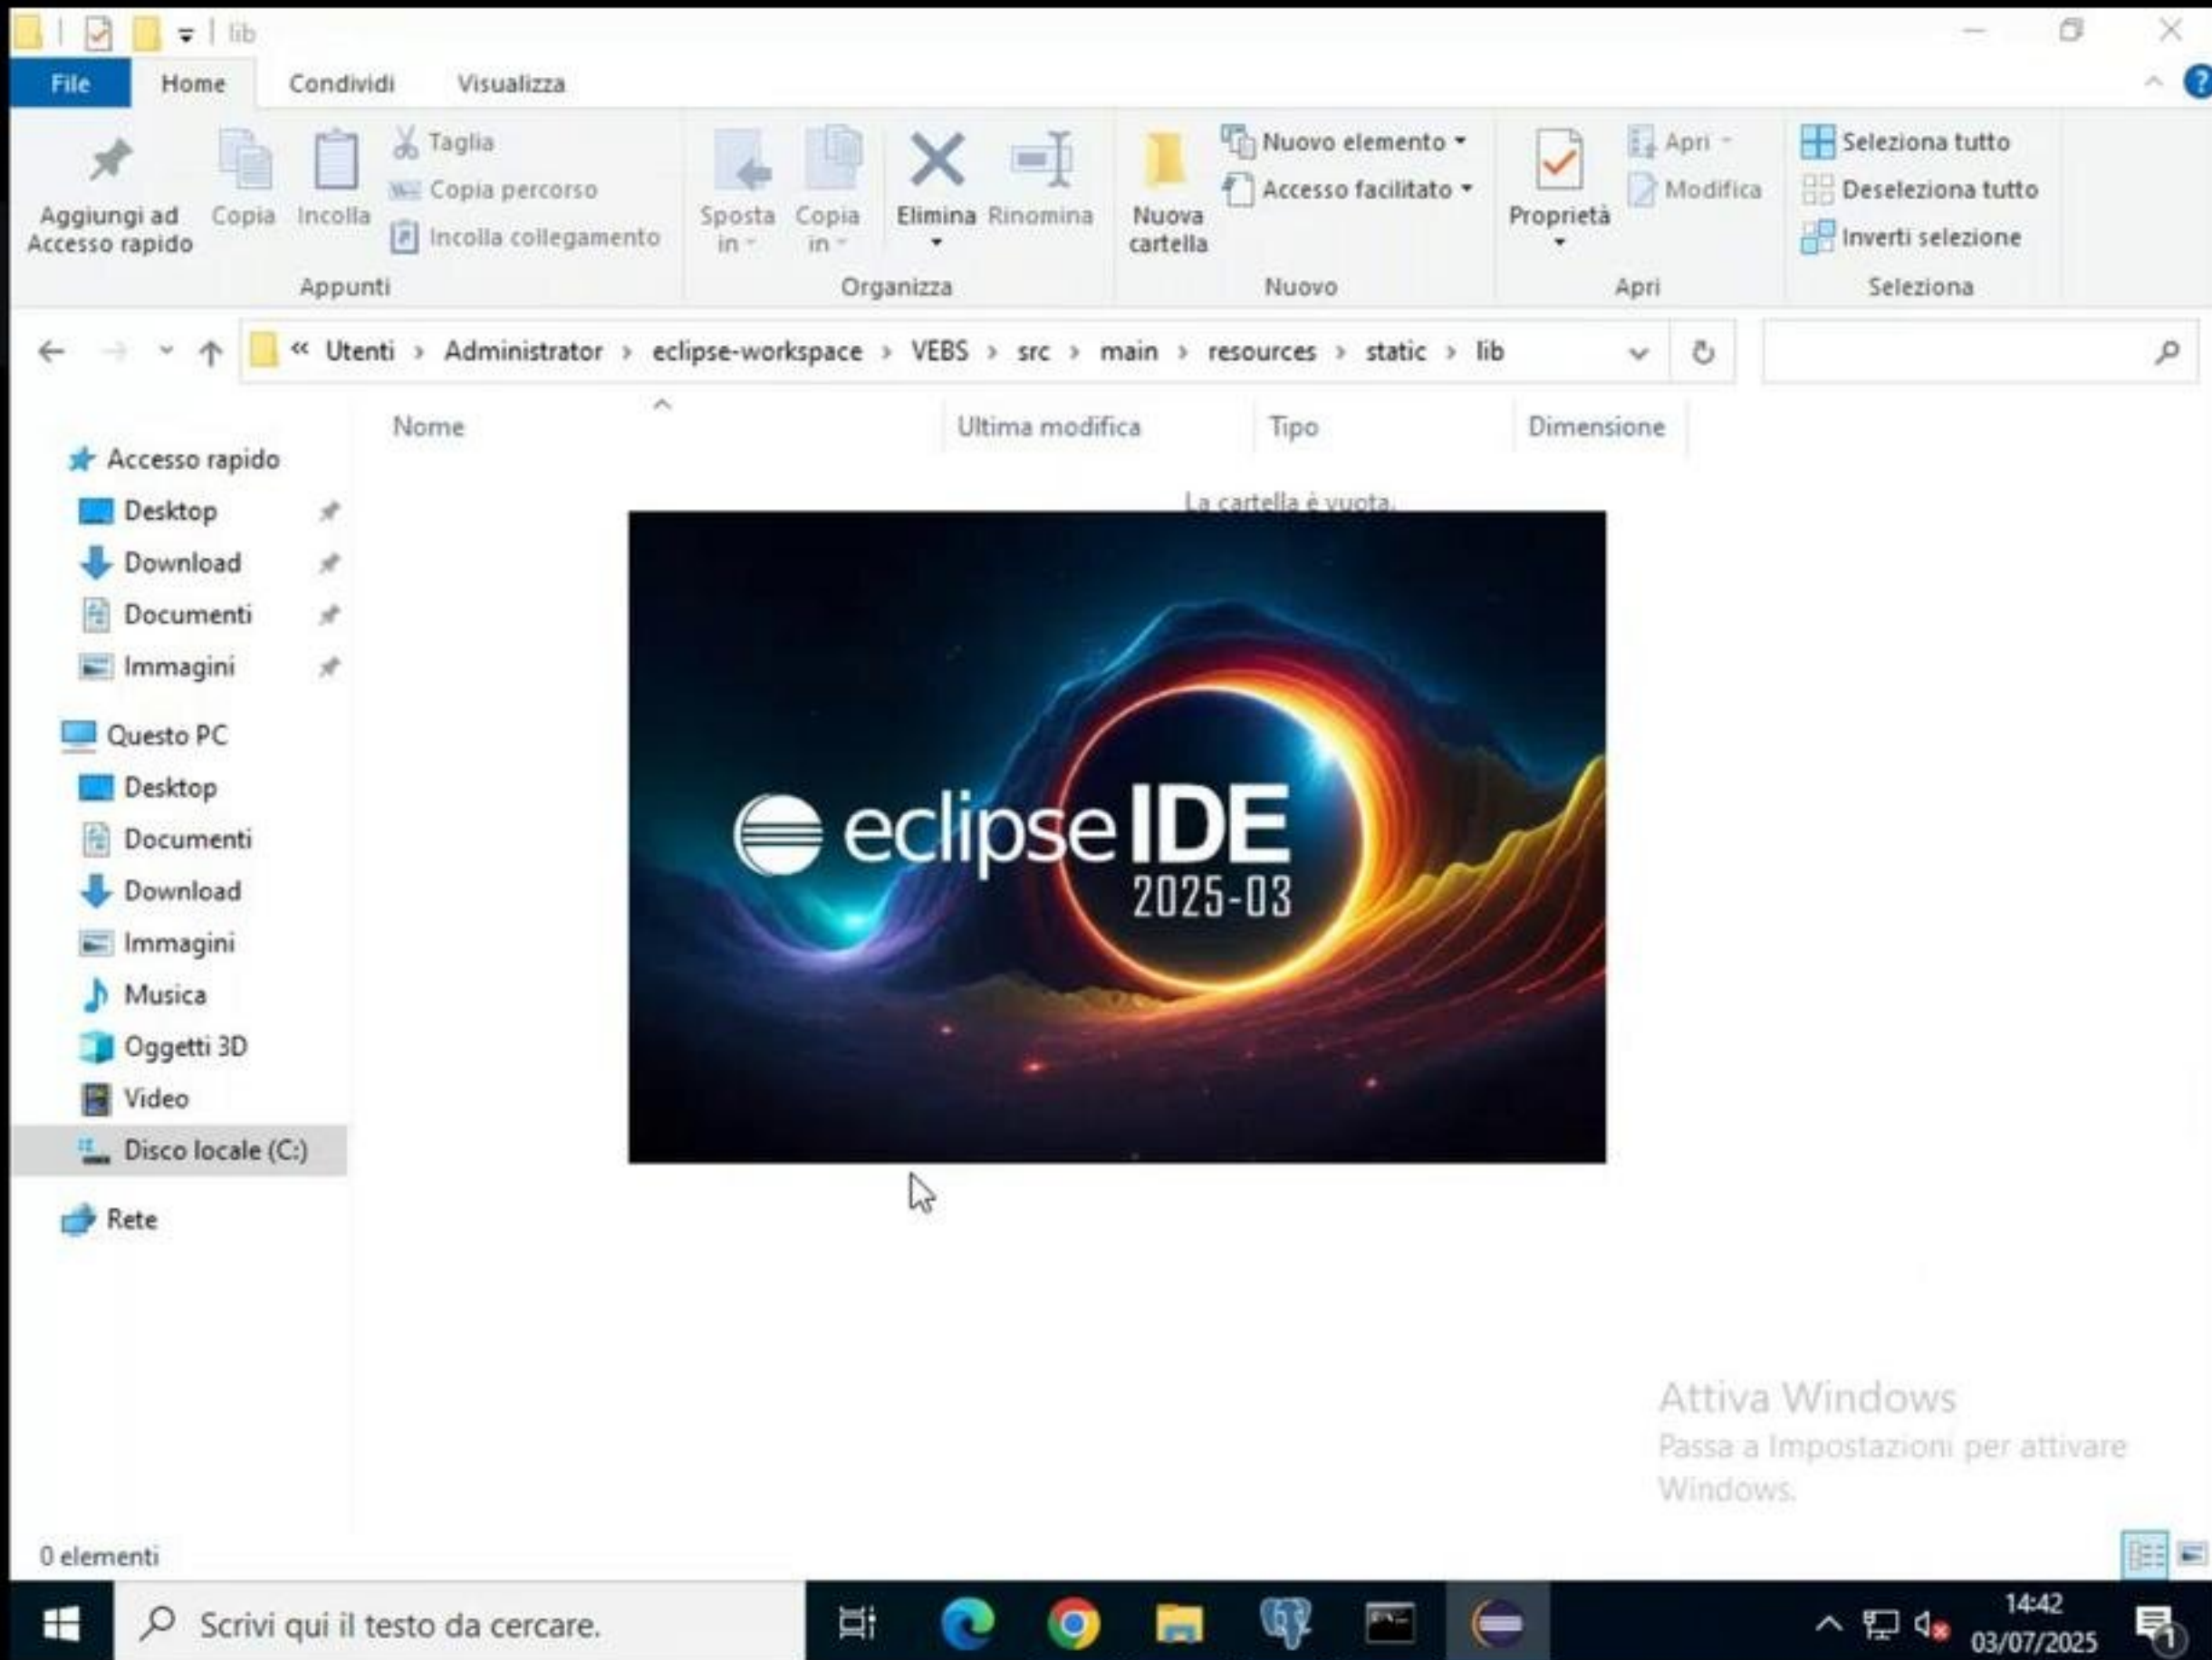 lib
File Home Condividi Visualizza
Aggiungi ad
Accesso rapido
Copia
Incolla
Taglia
Copia percorso
Incolla collegamento
Appunti
Sposta
in
Copia
in
Elimina
Rinomina
Organizza
Nuova
cartella
Nuovo elemento
Accesso facilitato
Nuovo
Proprietà
Apri
Modifica
Apri
Seleziona tutto
Deseleziona tutto
Inverti selezione
Seleziona
« Utenti › Administrator › eclipse-workspace › VEBS › src › main › resources › static › lib
Nome Ultima modifica Tipo Dimensione
La cartella è vuota.
Accesso rapido
Desktop
Download
Documenti
Immagini
Questo PC
Desktop
Documenti
Download
Immagini
Musica
Oggetti 3D
Video
Disco locale (C:)
Rete
eclipse IDE
2025-03
Attiva Windows
Passa a Impostazioni per attivare
Windows.
0 elementi
Scrivi qui il testo da cercare.
14:42
03/07/2025
1